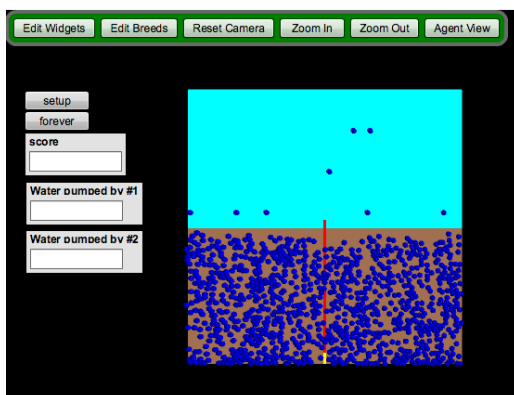 Edit Widgets Edit Breeds Reset Camera Zoom In Zoom Out Agent View
setup
forever
score
Water pumped by #1
Water pumped by #2